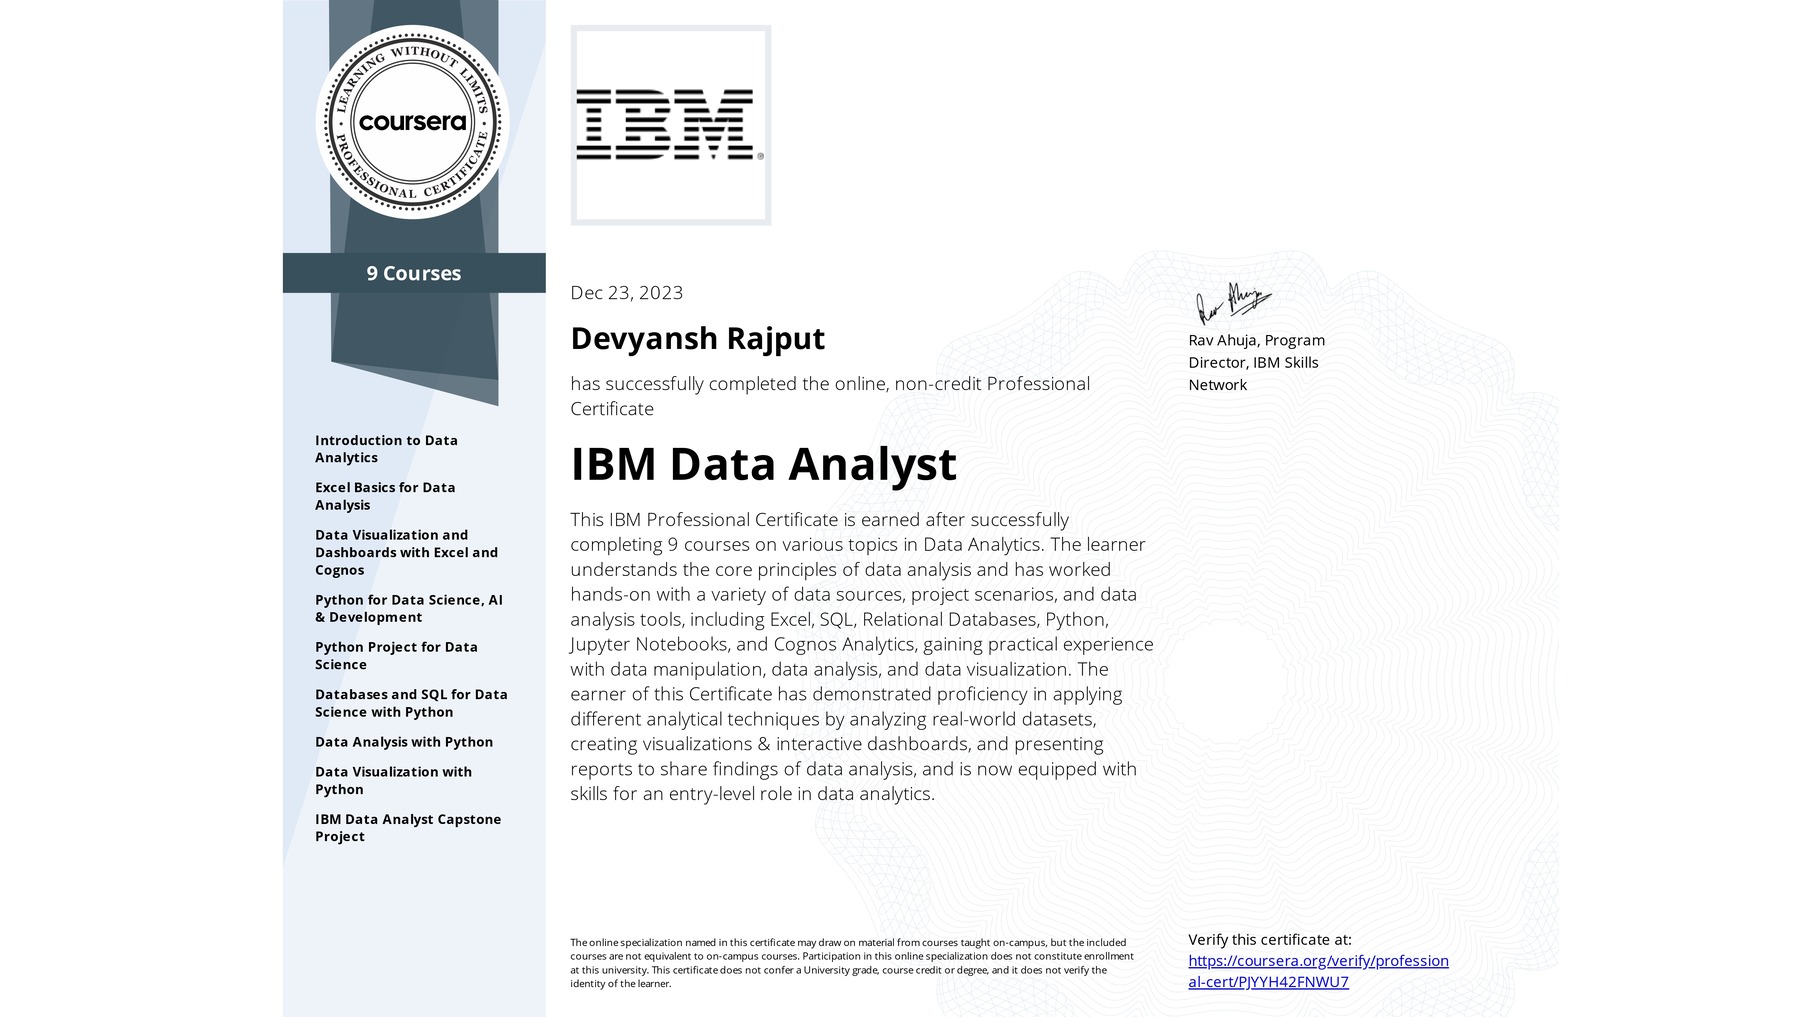 LEARNING WITHOUT LIMITS
coursera
PROFESSIONAL CERTIFICATE
9 Courses
Introduction to Data
Analytics
Excel Basics for Data
Analysis
Data Visualization and
Dashboards with Excel and
Cognos
Python for Data Science, AI
& Development
Python Project for Data
Science
Databases and SQL for Data
Science with Python
Data Analysis with Python
Data Visualization with
Python
IBM Data Analyst Capstone
Project
IBM®
Dec 23, 2023
Devyansh Rajput
has successfully completed the online, non-credit Professional
Certificate
IBM Data Analyst
This IBM Professional Certificate is earned after successfully
completing 9 courses on various topics in Data Analytics. The learner
understands the core principles of data analysis and has worked
hands-on with a variety of data sources, project scenarios, and data
analysis tools, including Excel, SQL, Relational Databases, Python,
Jupyter Notebooks, and Cognos Analytics, gaining practical experience
with data manipulation, data analysis, and data visualization. The
earner of this Certificate has demonstrated proficiency in applying
different analytical techniques by analyzing real-world datasets,
creating visualizations & interactive dashboards, and presenting
reports to share findings of data analysis, and is now equipped with
skills for an entry-level role in data analytics.
The online specialization named in this certificate may draw on material from courses taught on-campus, but the included
courses are not equivalent to on-campus courses. Participation in this online specialization does not constitute enrollment
at this university. This certificate does not confer a University grade, course credit or degree, and it does not verify the
identity of the learner.
Rav Ahuja
Rav Ahuja, Program
Director, IBM Skills
Network
Verify this certificate at:
https://coursera.org/verify/profession
al-cert/PJYYH42FNWU7